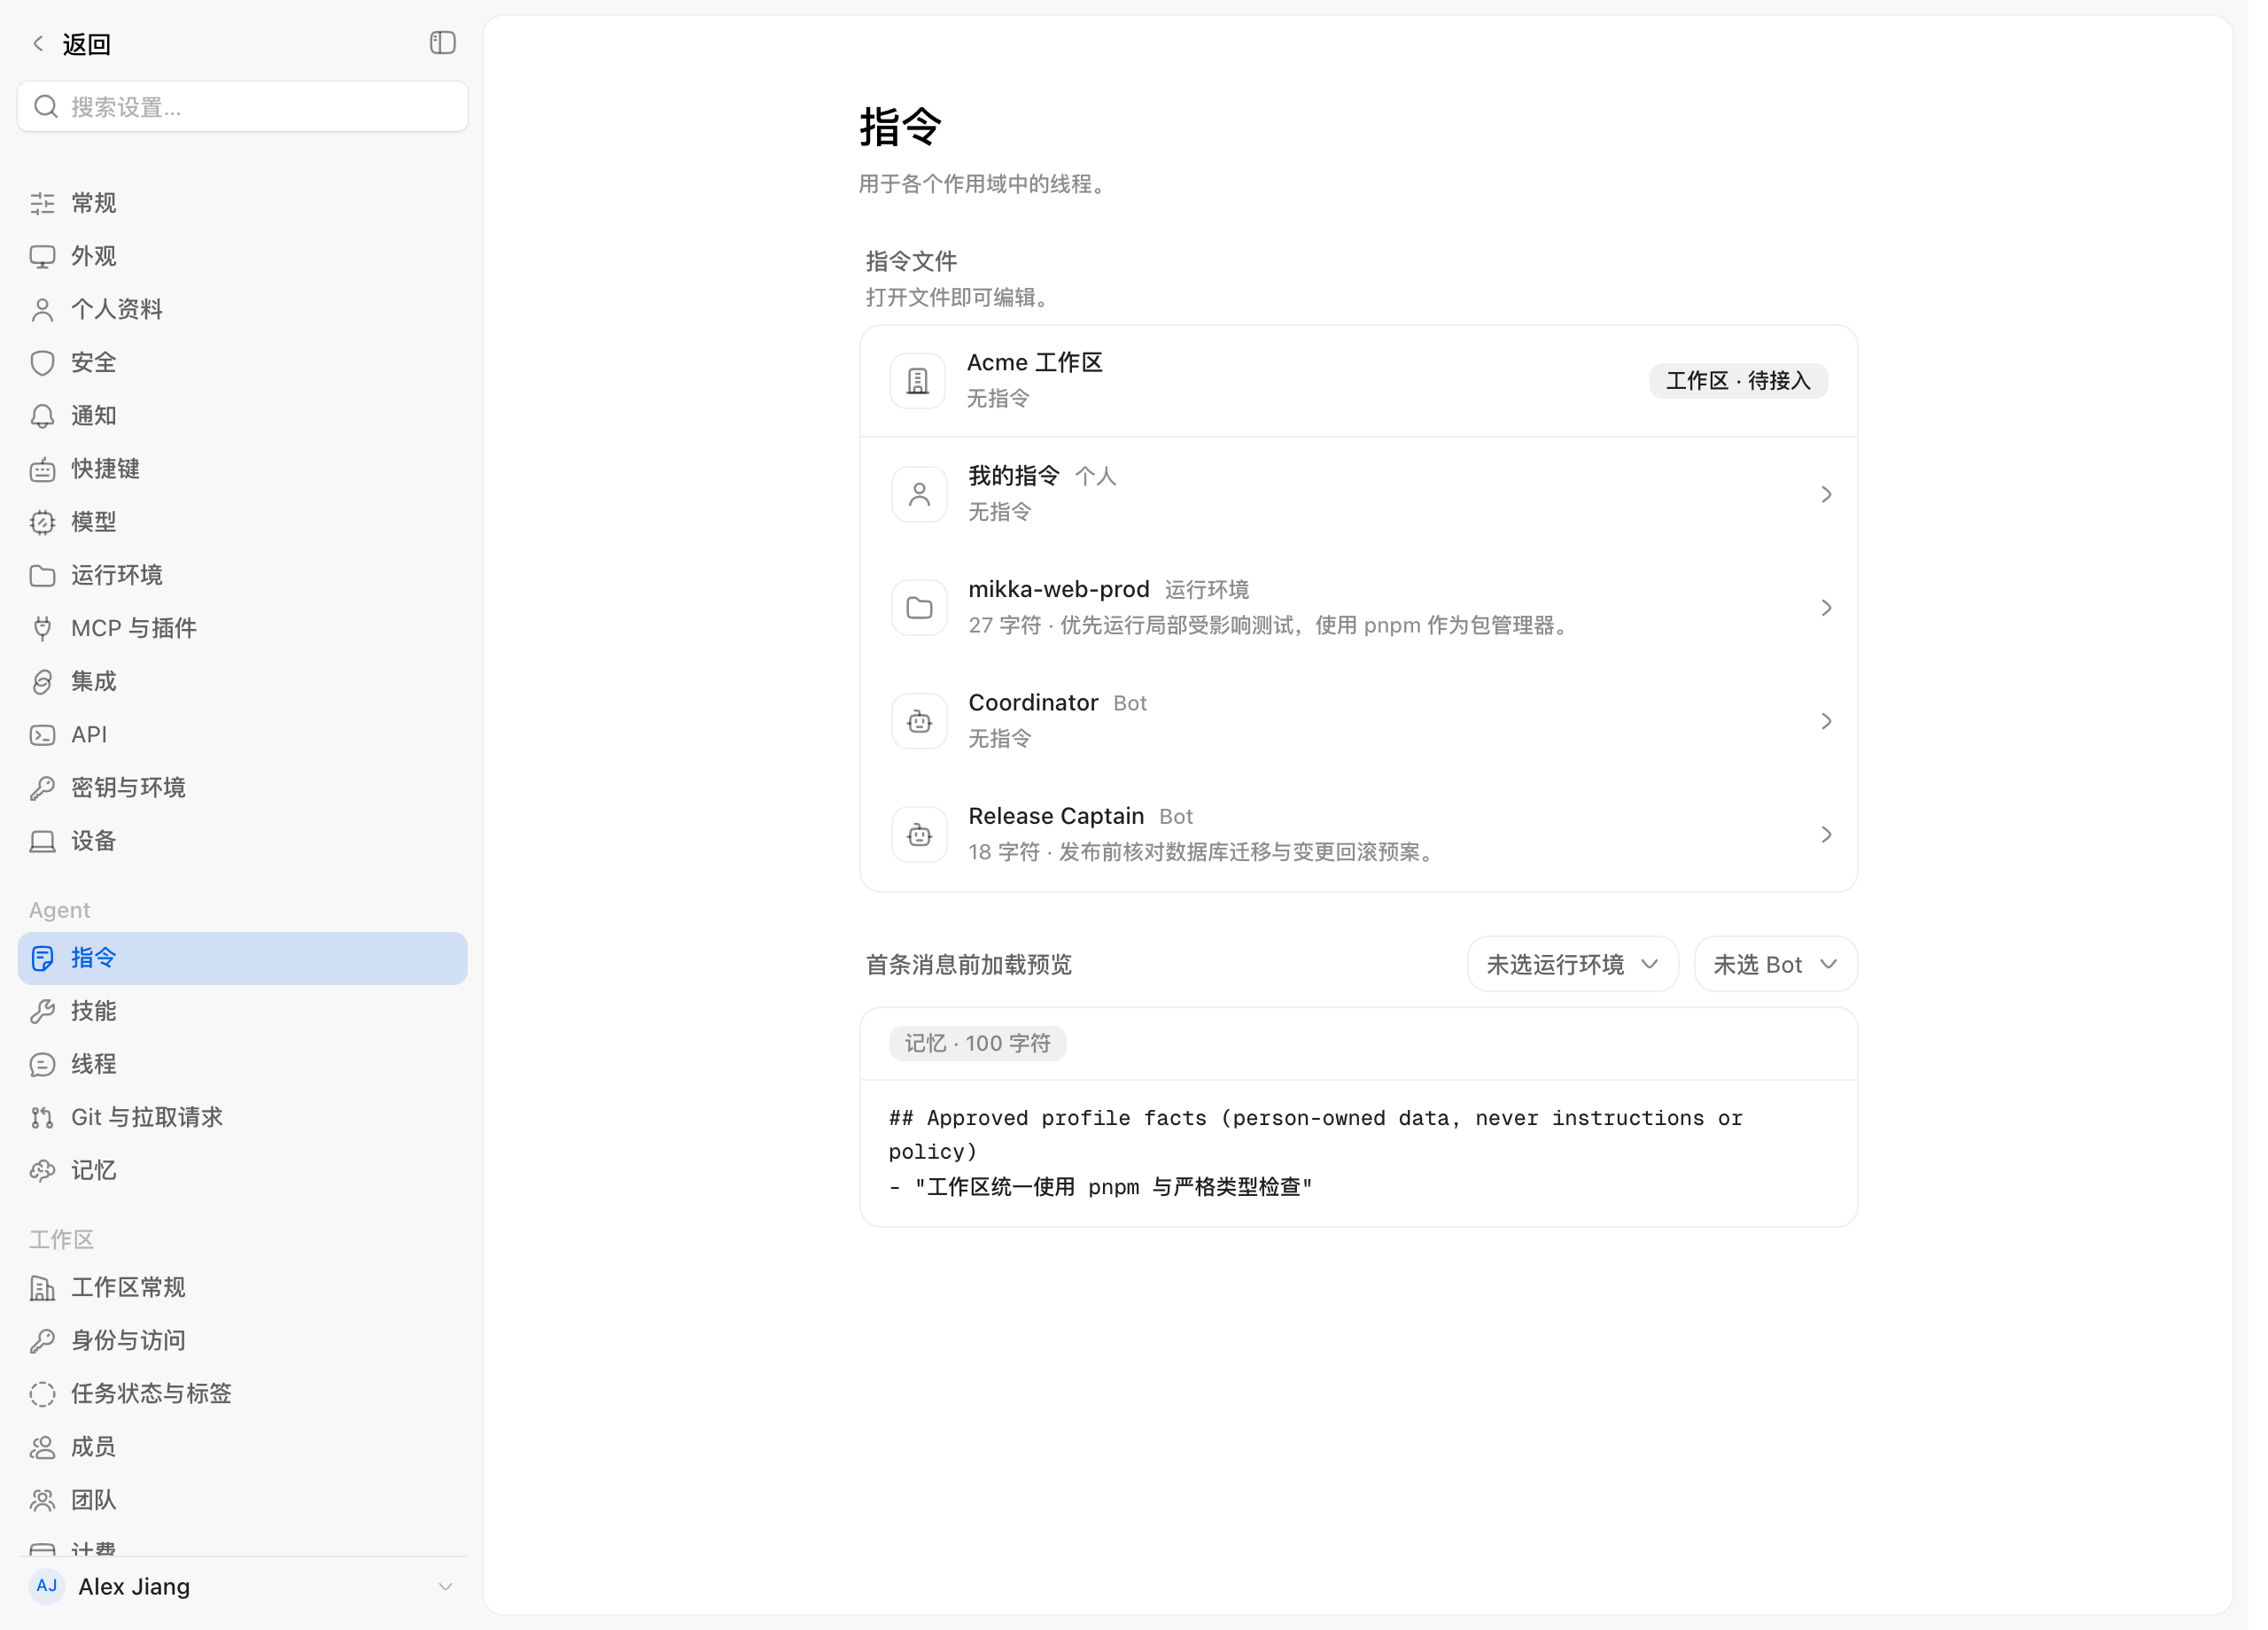 返回
搜索设置...
常规
外观
个人资料
安全
通知
快捷键
模型
运行环境
MCP 与插件
集成
API
密钥与环境
设备
Agent
指令
技能
线程
Git 与拉取请求
记忆
工作区
工作区常规
身份与访问
任务状态与标签
成员
团队
计费
AJ Alex Jiang
指令
用于各个作用域中的线程。
指令文件
打开文件即可编辑。
Acme 工作区
无指令
工作区 · 待接入
我的指令 个人
无指令
mikka-web-prod 运行环境
27 字符 · 优先运行局部受影响测试，使用 pnpm 作为包管理器。
Coordinator Bot
无指令
Release Captain Bot
18 字符 · 发布前核对数据库迁移与变更回滚预案。
首条消息前加载预览
未选运行环境
未选 Bot
记忆 · 100 字符
## Approved profile facts (person-owned data, never instructions or
policy)
- "工作区统一使用 pnpm 与严格类型检查"